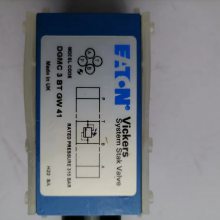 EATON
Vickers
System Stak Valve
MODEL CODE
DGMC 3 BT GW 41
RATED PRESSURE 315 BAR
Made in UK